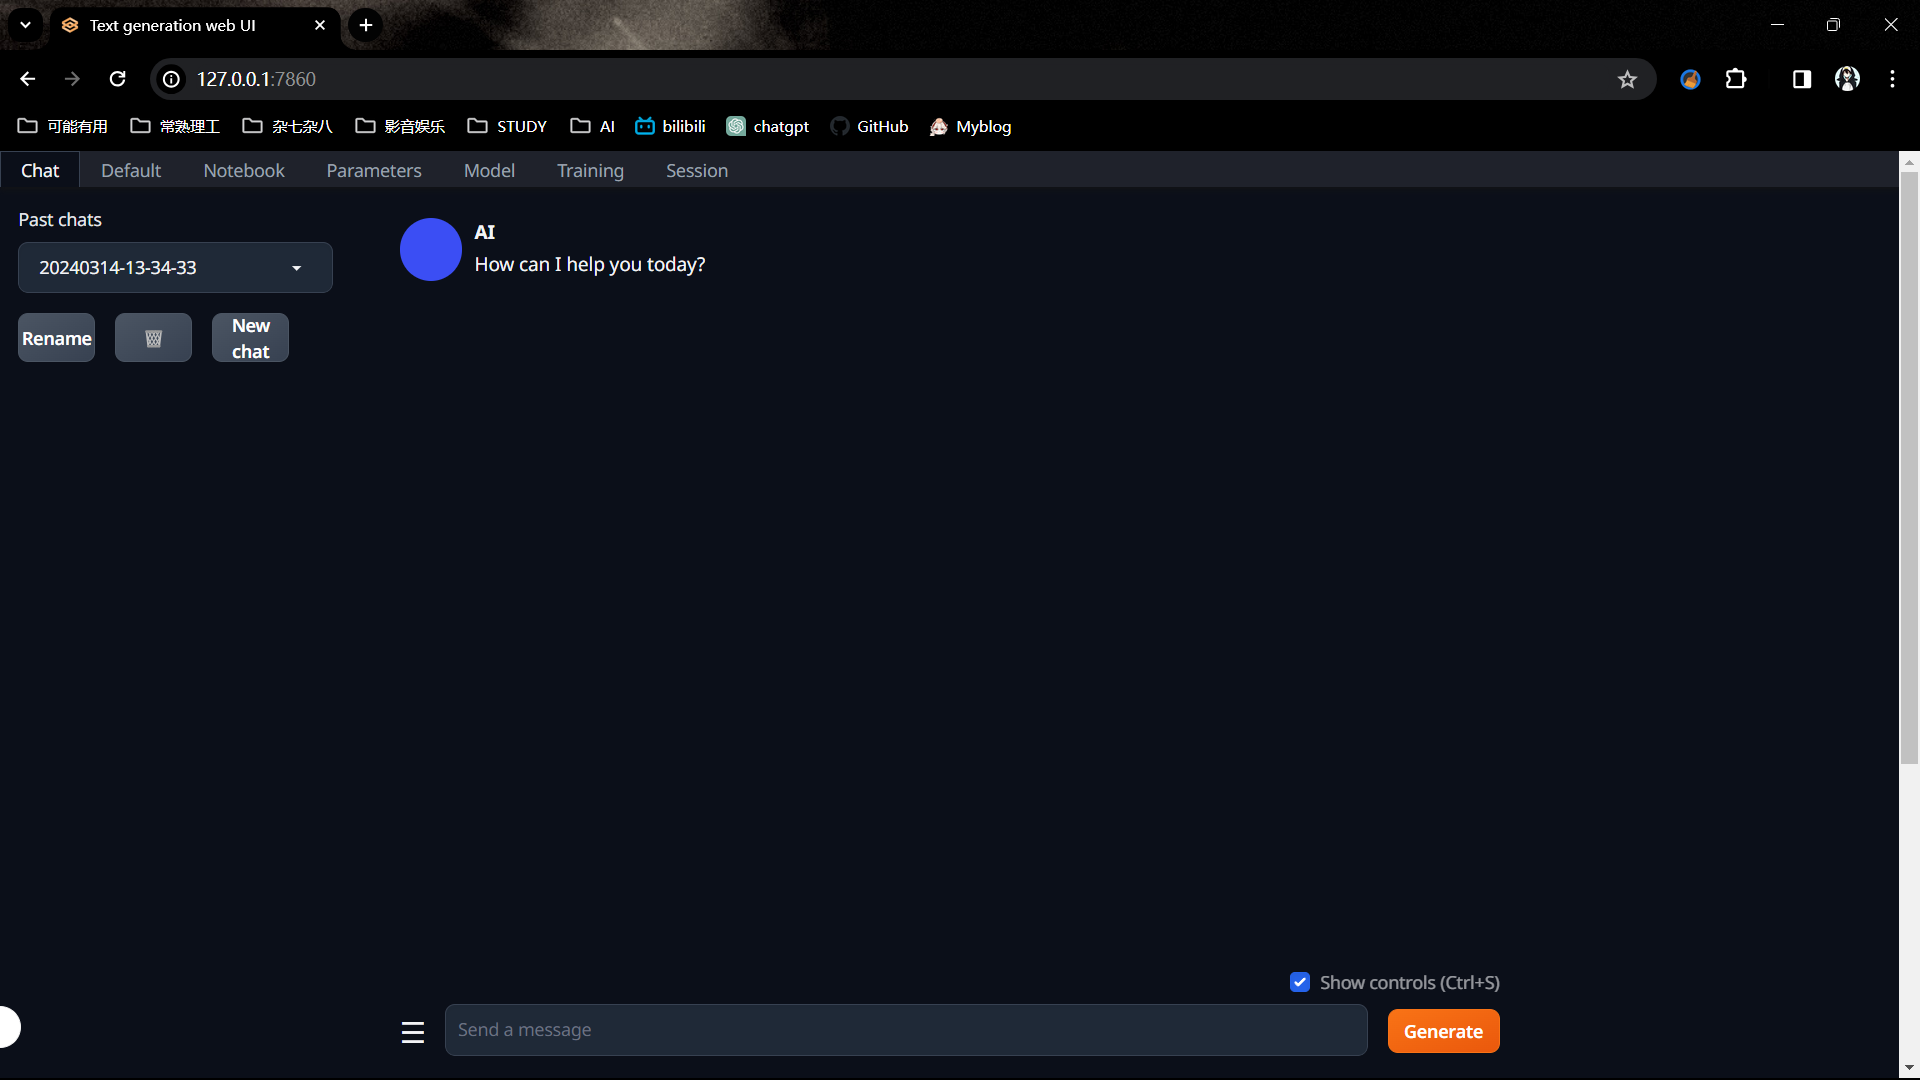 Text generation web UI
127.0.0.1:7860
可能有用 常熟理工 杂七杂八 影音娱乐 STUDY AI bilibili chatgpt GitHub Myblog
Chat Default Notebook Parameters Model Training Session
Past chats
20240314-13-34-33
Rename
New
chat
AI
How can I help you today?
Show controls (Ctrl+S)
Send a message
Generate